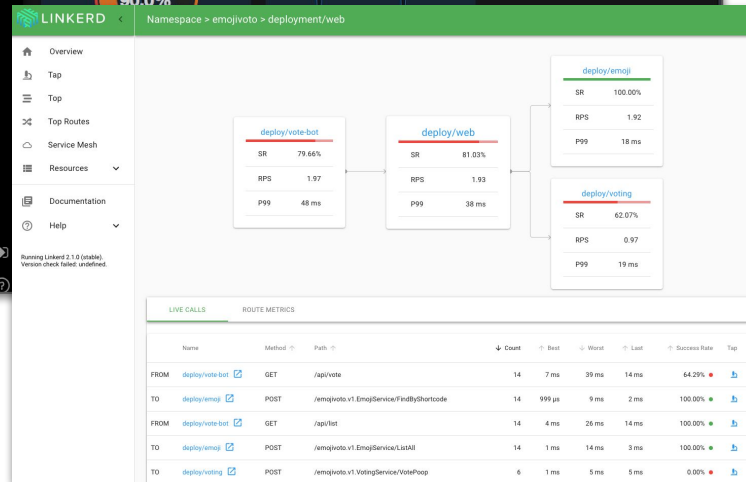 90.0%
LINKERD
Namespace > emojivoto > deployment/web
Overview
Tap
Top
Top Routes
Service Mesh
Resources
Documentation
Help
Running Linkerd 2.1.0 (stable).
Version check failed: undefined.
deploy/vote-bot
SR 79.66%
RPS 1.97
P99 48 ms
deploy/web
SR 81.03%
RPS 1.93
P99 38 ms
deploy/emoji
SR 100.00%
RPS 1.92
P99 18 ms
deploy/voting
SR 62.07%
RPS 0.97
P99 19 ms
LIVE CALLS ROUTE METRICS
Name Method Path Count Best Worst Last Success Rate Tap
FROM deploy/vote-bot GET /api/vote 14 7 ms 39 ms 14 ms 64.29%
TO deploy/emoji POST /emojivoto.v1.EmojiService/FindByShortcode 14 999 µs 9 ms 2 ms 100.00%
FROM deploy/vote-bot GET /api/list 14 4 ms 26 ms 14 ms 100.00%
TO deploy/emoji POST /emojivoto.v1.EmojiService/ListAll 14 1 ms 14 ms 3 ms 100.00%
TO deploy/voting POST /emojivoto.v1.VotingService/VotePoop 6 1 ms 5 ms 5 ms 0.00%